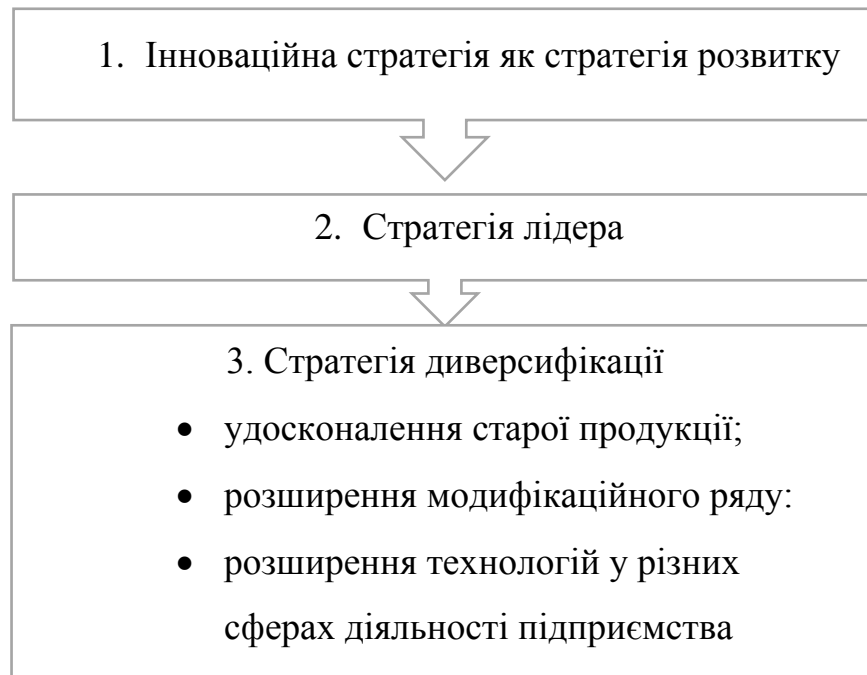 1. Інноваційна стратегія як стратегія розвитку
2. Стратегія лідера
3. Стратегія диверсифікації
• удосконалення старої продукції;
• розширення модифікаційного ряду:
• розширення технологій у різних
сферах діяльності підприємства